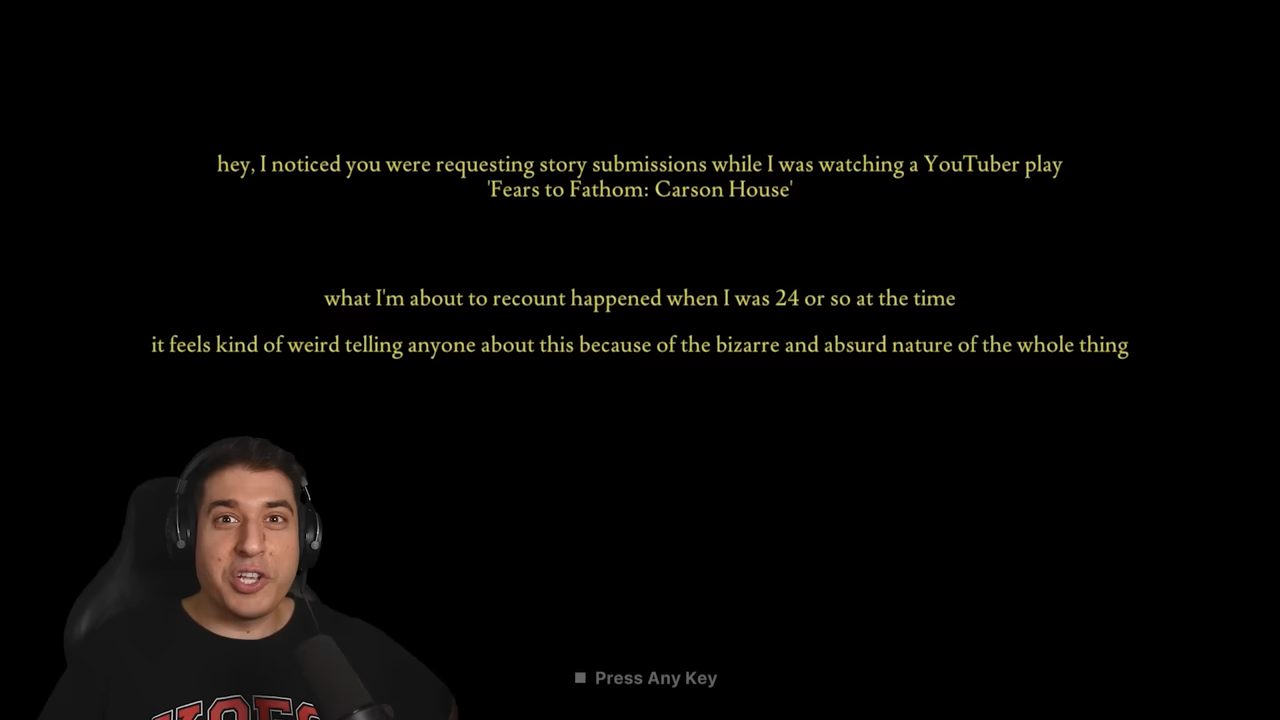 hey, I noticed you were requesting story submissions while I was watching a YouTuber play
'Fears to Fathom: Carson House'
what I'm about to recount happened when I was 24 or so at the time
it feels kind of weird telling anyone about this because of the bizarre and absurd nature of the whole thing
Press Any Key